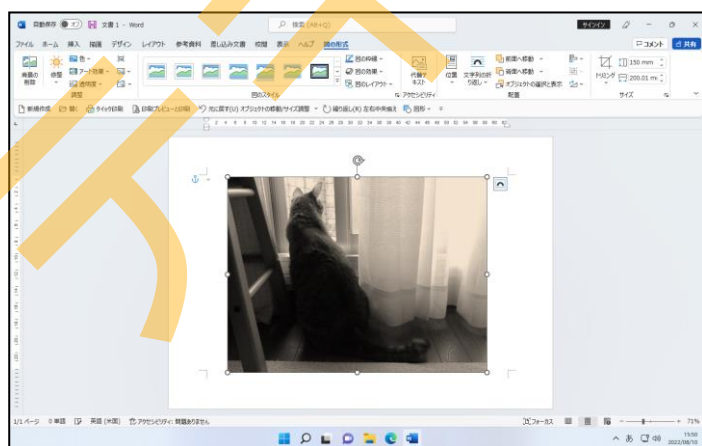 自動保存 オフ 文書 1 - Word 検索 (Alt+Q) サインイン
ファイル ホーム 挿入 描画 デザイン レイアウト 参考資料 差し込み文書 校閲 表示 ヘルプ 図の形式 コメント 共有
背景の削除 修整 色 アート効果 透明度 図の枠線 図の効果 図のレイアウト 代替テキスト 位置 文字列の折り返し 前面へ移動 背面へ移動 オブジェクトの選択と表示 トリミング 150 mm 200.01 mm
調整 図のスタイル アクセシビリティ 配置 サイズ
新規作成 開く クイック印刷 印刷プレビューと印刷 元に戻す(U) オブジェクトの移動/サイズ調整 繰り返し(R) 左右中央揃え 図形
1/1 ページ 0 単語 英語 (米国) アクセシビリティ: 問題ありません フォーカス 71%
あ 15:50
2022/08/10